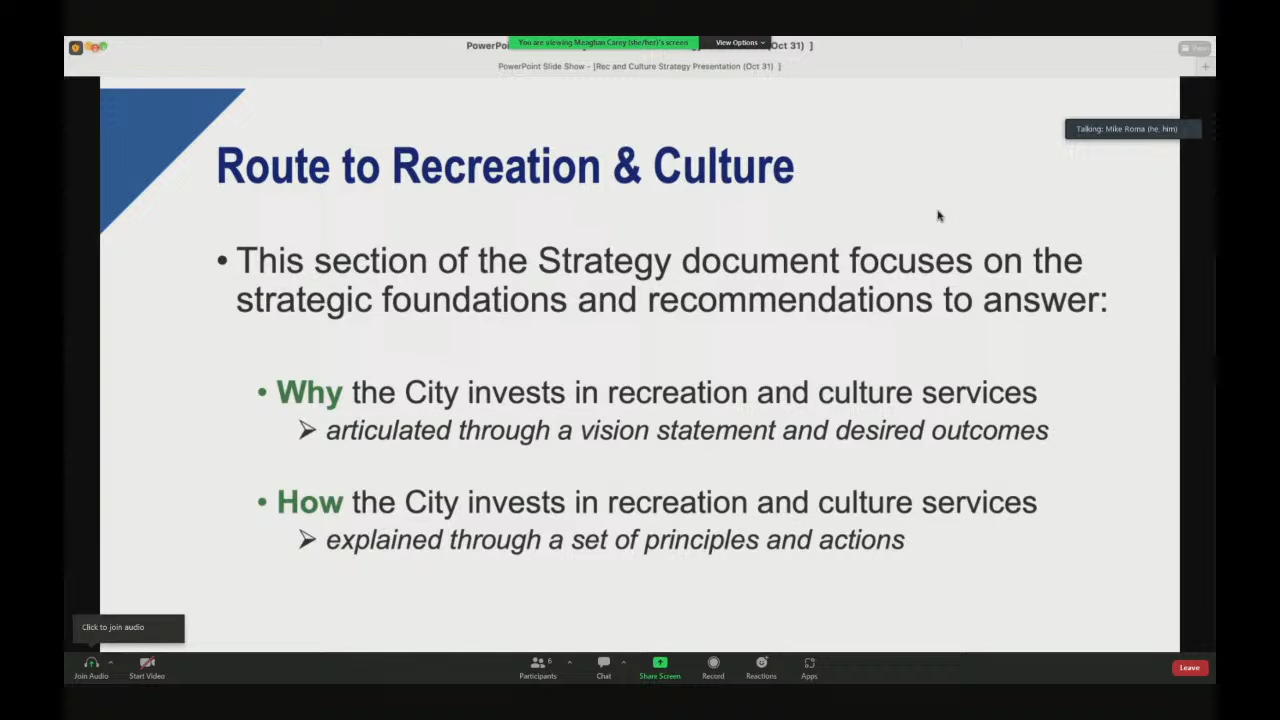 PowerPoi
You are viewing Meaghan Carey (she/her)'s screen
View Options
(Oct 31) ]
PowerPoint Slide Show - [Rec and Culture Strategy Presentation (Oct 31) ]
Talking: Mike Roma (he, him)
Route to Recreation & Culture
• This section of the Strategy document focuses on the
strategic foundations and recommendations to answer:
• Why the City invests in recreation and culture services
➢ articulated through a vision statement and desired outcomes
• How the City invests in recreation and culture services
➢ explained through a set of principles and actions
Click to join audio
Join Audio
Start Video
6
Participants
Chat
Share Screen
Record
Reactions
Apps
Leave